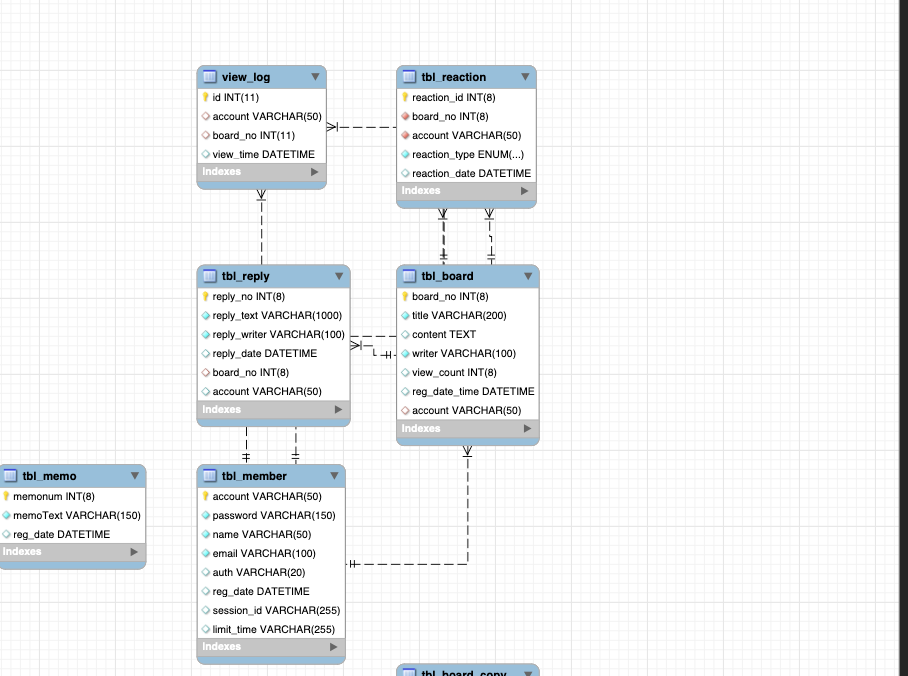 view_log
id INT(11)
account VARCHAR(50)
board_no INT(11)
view_time DATETIME
Indexes
tbl_reaction
reaction_id INT(8)
board_no INT(8)
account VARCHAR(50)
reaction_type ENUM(...)
reaction_date DATETIME
Indexes
tbl_reply
reply_no INT(8)
reply_text VARCHAR(1000)
reply_writer VARCHAR(100)
reply_date DATETIME
board_no INT(8)
account VARCHAR(50)
Indexes
tbl_board
board_no INT(8)
title VARCHAR(200)
content TEXT
writer VARCHAR(100)
view_count INT(8)
reg_date_time DATETIME
account VARCHAR(50)
Indexes
tbl_memo
memonum INT(8)
memoText VARCHAR(150)
reg_date DATETIME
Indexes
tbl_member
account VARCHAR(50)
password VARCHAR(150)
name VARCHAR(50)
email VARCHAR(100)
auth VARCHAR(20)
reg_date DATETIME
session_id VARCHAR(255)
limit_time VARCHAR(255)
Indexes
tbl_board_copy